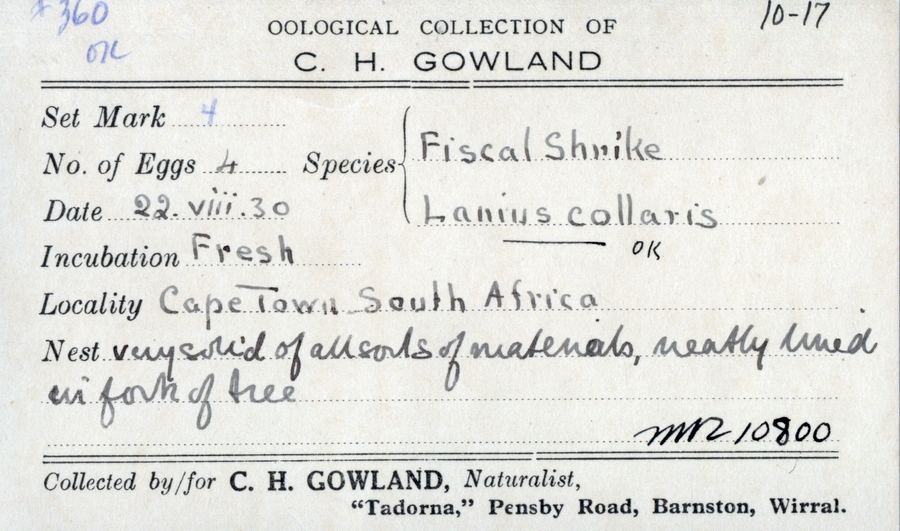 #360 10-17
OK
OOLOGICAL COLLECTION OF
C. H. GOWLAND
Set Mark 4
No. of Eggs 4 Species Fiscal Shrike
Date 22.viii.30 Lanius collaris
OK
Incubation Fresh
Locality Cape Town South Africa
Nest very solid of all sorts of materials, neatly lined
in fork of tree
MR 10800
Collected by/for C. H. GOWLAND, Naturalist,
"Tadorna," Pensby Road, Barnston, Wirral.